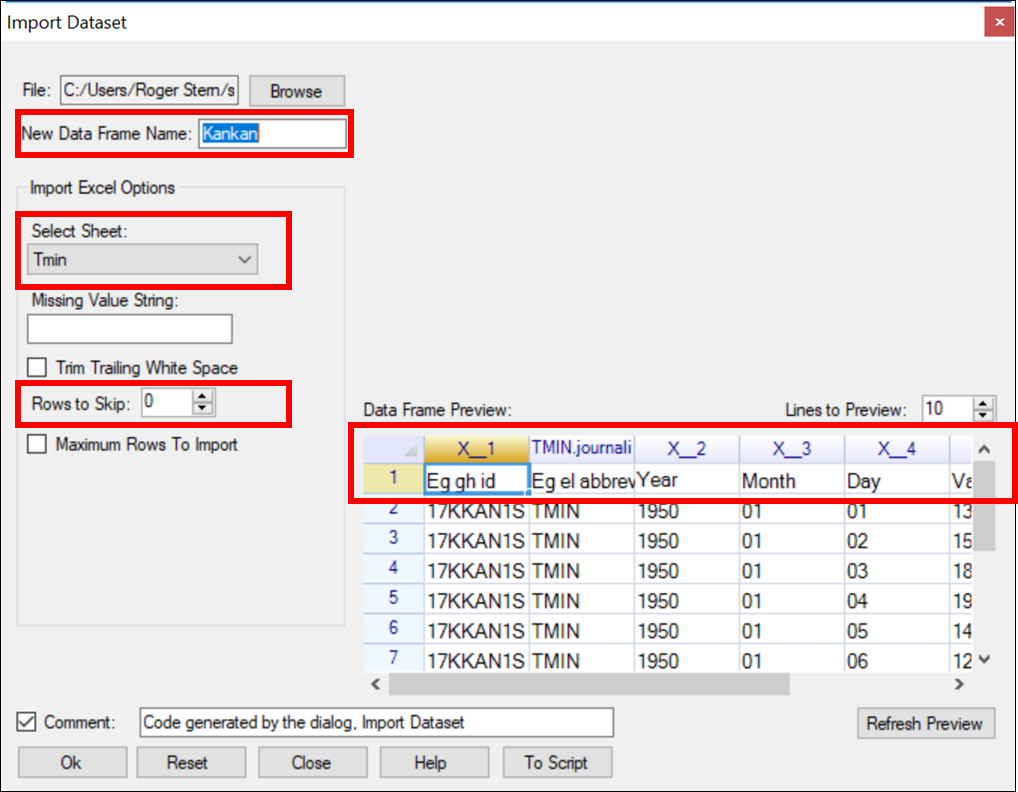 Import Dataset
File: C:/Users/Roger Stern/s Browse
New Data Frame Name: Kankan
Import Excel Options
Select Sheet:
Tmin
Missing Value String:
Trim Trailing White Space
Rows to Skip: 0
Maximum Rows To Import
Data Frame Preview: Lines to Preview: 10
X__1 TMIN.journali X__2 X__3 X__4
1 Eg gh id Eg el abbrev Year Month Day Va
2 17KKAN1S TMIN 1950 01 01 13
3 17KKAN1S TMIN 1950 01 02 15
4 17KKAN1S TMIN 1950 01 03 18
5 17KKAN1S TMIN 1950 01 04 19
6 17KKAN1S TMIN 1950 01 05 14
7 17KKAN1S TMIN 1950 01 06 12
Comment: Code generated by the dialog, Import Dataset Refresh Preview
Ok Reset Close Help To Script